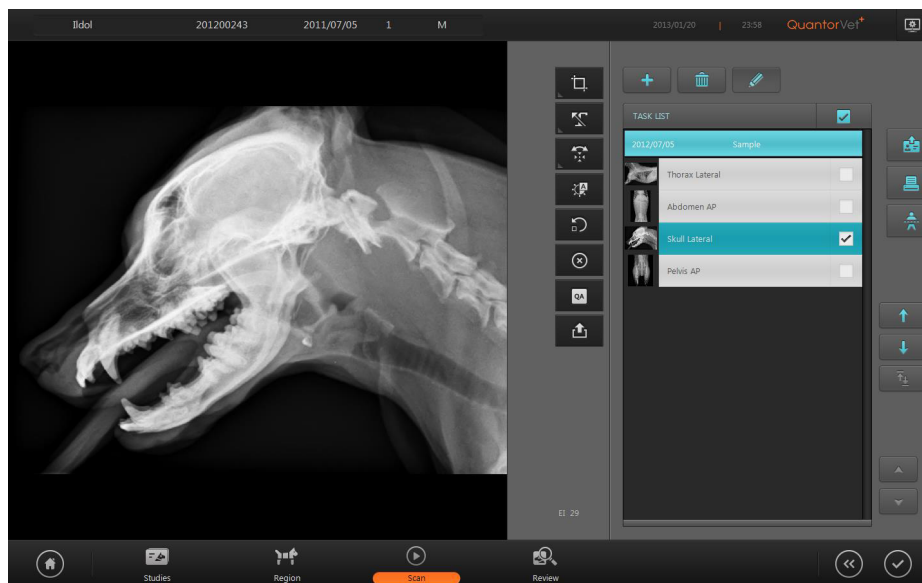 Ildol 201200243 2011/07/05 1 M 2013/01/20 | 23:58 QuantorVet+
TASK LIST
2012/07/05 Sample
Thorax Lateral
Abdomen AP
Skull Lateral
Pelvis AP
A
QA
EI 29
Studies Region Scan Review